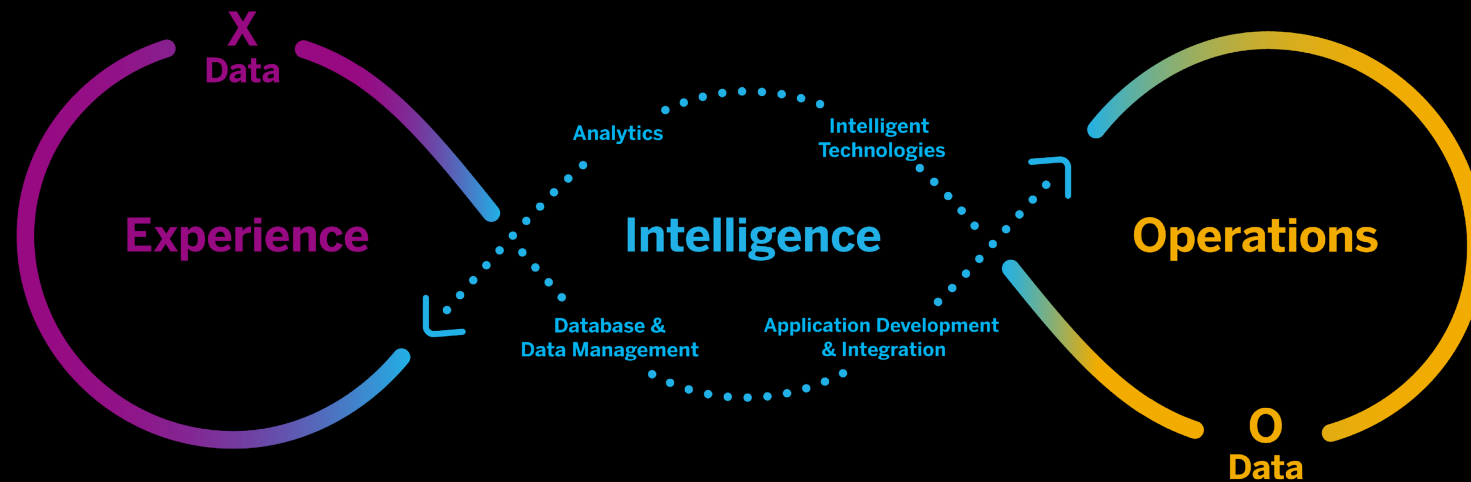 X
Data
Experience
Analytics
Intelligent
Technologies
Intelligence
Database &
Data Management
Application Development
& Integration
Operations
O
Data